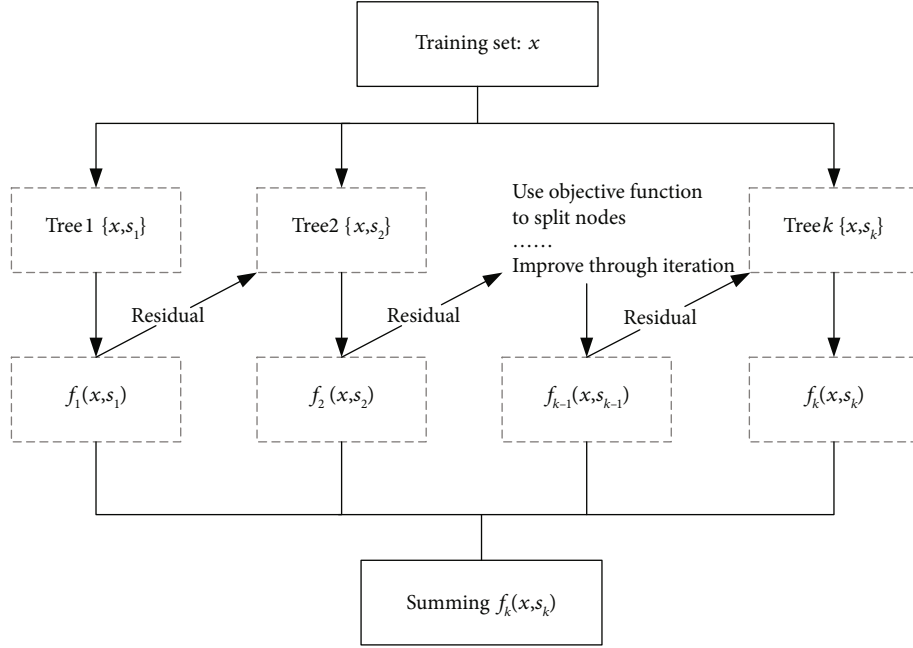 Training set: x
Tree1 {x,s₁}
Tree2 {x,s₂}
Use objective function
to split nodes
……
Improve through iteration
Treek {x,sₖ}
Residual
Residual
Residual
f₁(x,s₁)
f₂(x,s₂)
fₖ₋₁(x,sₖ₋₁)
fₖ(x,sₖ)
Summing fₖ(x,sₖ)